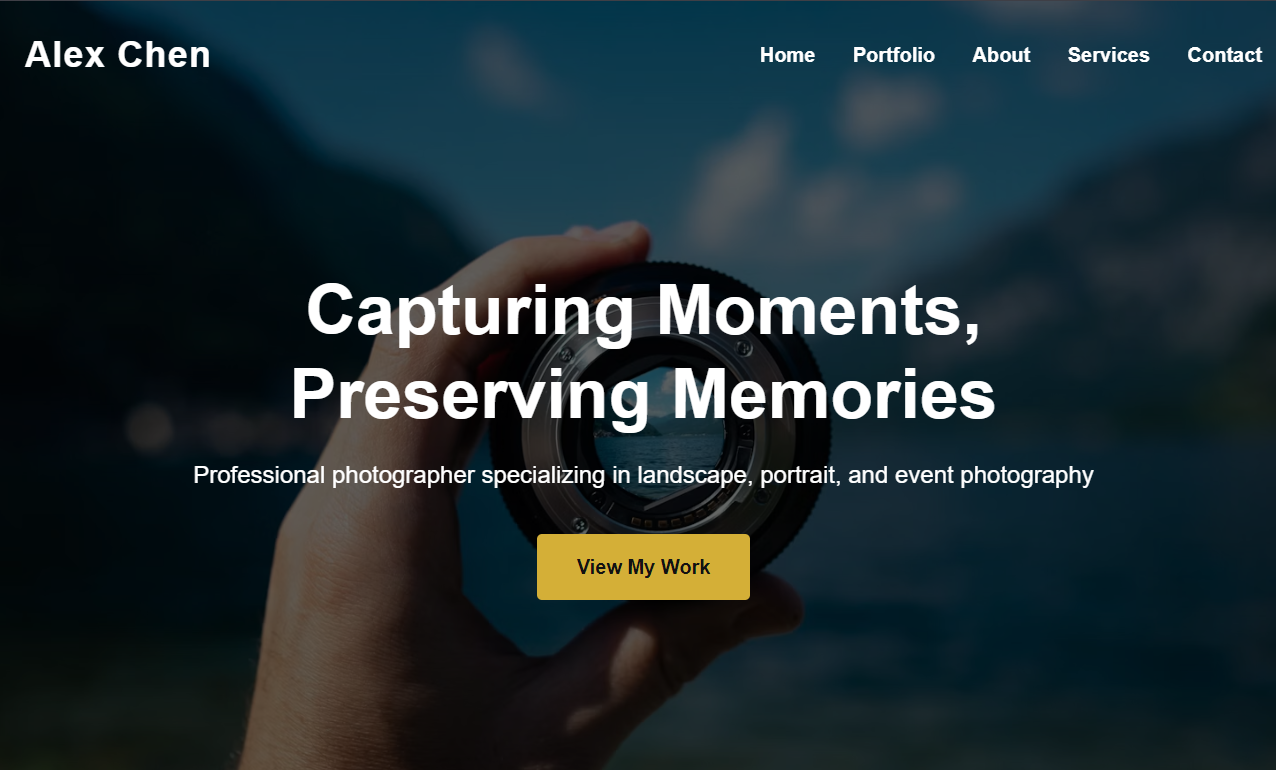 Alex Chen
Home Portfolio About Services Contact
Capturing Moments,
Preserving Memories
Professional photographer specializing in landscape, portrait, and event photography
View My Work